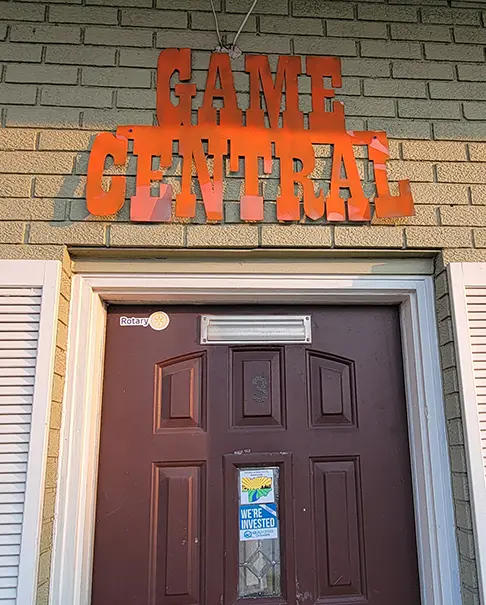 GAME
CENTRAL
Rotary
WE'RE
INVESTED